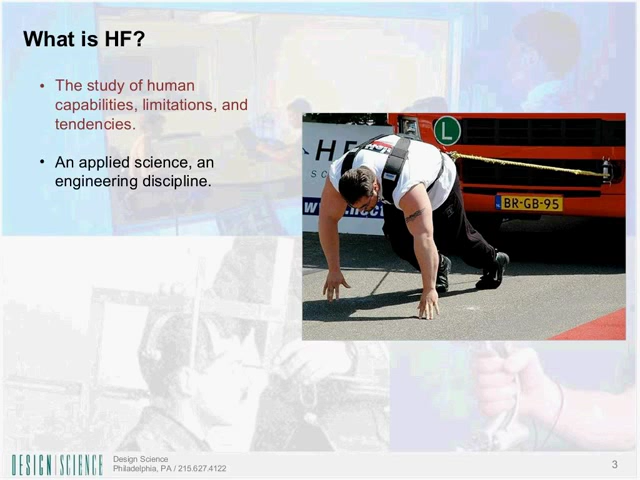 What is HF?
• The study of human
capabilities, limitations, and
tendencies.
• An applied science, an
engineering discipline.
L
BR-GB-95
DESIGN SCIENCE
Design Science
Philadelphia, PA / 215.627.4122
3